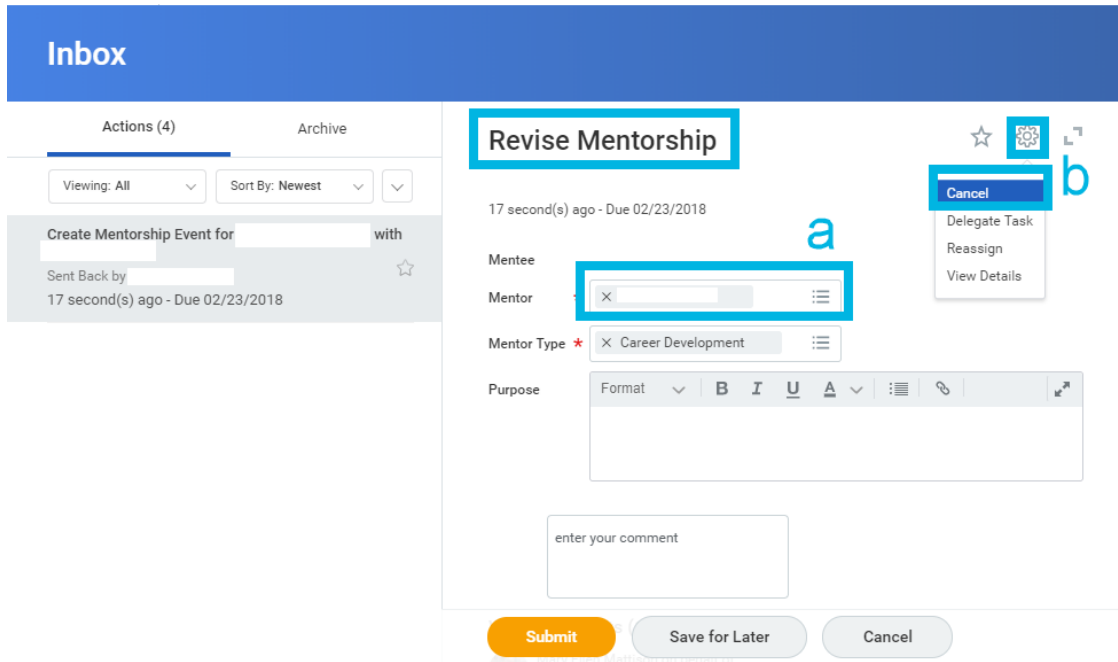 Inbox
Actions (4) Archive
Viewing: All Sort By: Newest
Create Mentorship Event for with
Sent Back by
17 second(s) ago - Due 02/23/2018
Revise Mentorship
b
Cancel
Delegate Task
Reassign
View Details
17 second(s) ago - Due 02/23/2018
a
Mentee
Mentor
Mentor Type * × Career Development
Purpose Format B I U A
enter your comment
Submit Save for Later Cancel